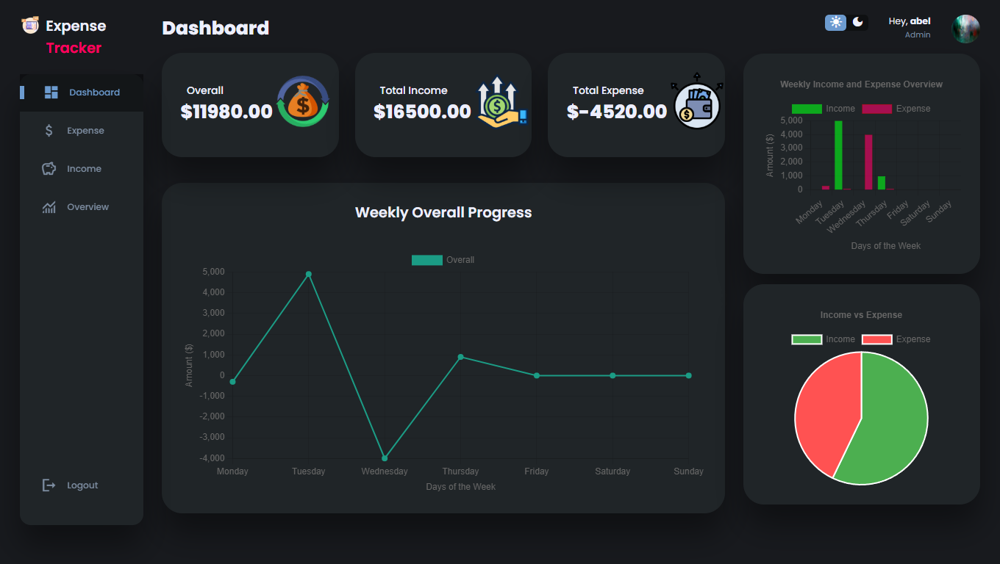 Expense
Tracker
Dashboard
Expense
Income
Overview
Logout
Dashboard
Hey, abel
Admin
Overall
$11980.00
Total Income
$16500.00
Total Expense
$-4520.00
Weekly Overall Progress
Overall
Amount ($)
5,000
4,000
3,000
2,000
1,000
0
-1,000
-2,000
-3,000
-4,000
Monday Tuesday Wednesday Thursday Friday Saturday Sunday
Days of the Week
Weekly Income and Expense Overview
Income Expense
Amount ($)
5,000
4,000
3,000
2,000
1,000
0
Monday Tuesday Wednesday Thursday Friday Saturday Sunday
Days of the Week
Income vs Expense
Income Expense